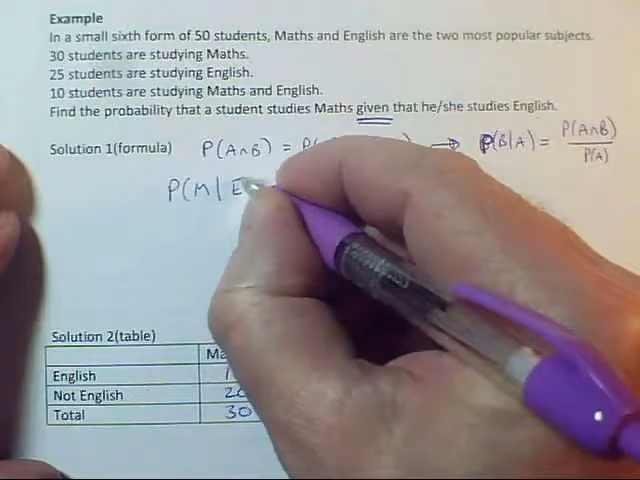 Example
In a small sixth form of 50 students, Maths and English are the two most popular subjects.
30 students are studying Maths.
25 students are studying English.
10 students are studying Maths and English.
Find the probability that a student studies Maths given that he/she studies English.
Solution 1(formula) P(A∩B) = P( → P(B|A) = P(A∩B) / P(A)
P(M| E
Solution 2(table)
English
Not English 20
Total 30